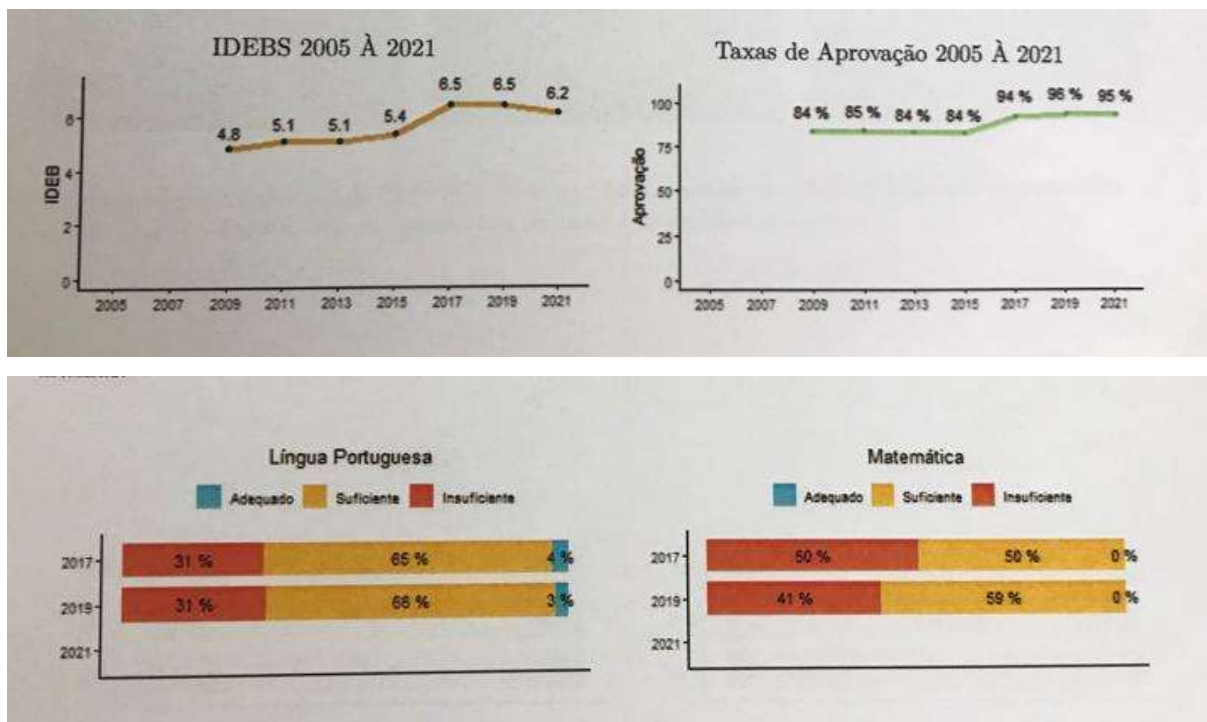 IDEBS 2005 À 2021
6.5 6.5 6.2
4.8 5.1 5.1 5.4
6
4
2
0
IDEB
2005 2007 2009 2011 2013 2015 2017 2019 2021
Taxas de Aprovação 2005 À 2021
84 % 85 % 84 % 84 % 94 % 96 % 95 %
100
75
50
25
0
Aprovação
2005 2007 2009 2011 2013 2015 2017 2019 2021
Língua Portuguesa
Adequado Suficiente Insuficiente
2017 31 % 65 % 4 %
2019 31 % 66 % 3 %
2021
Matemática
Adequado Suficiente Insuficiente
2017 50 % 50 % 0 %
2019 41 % 59 % 0 %
2021